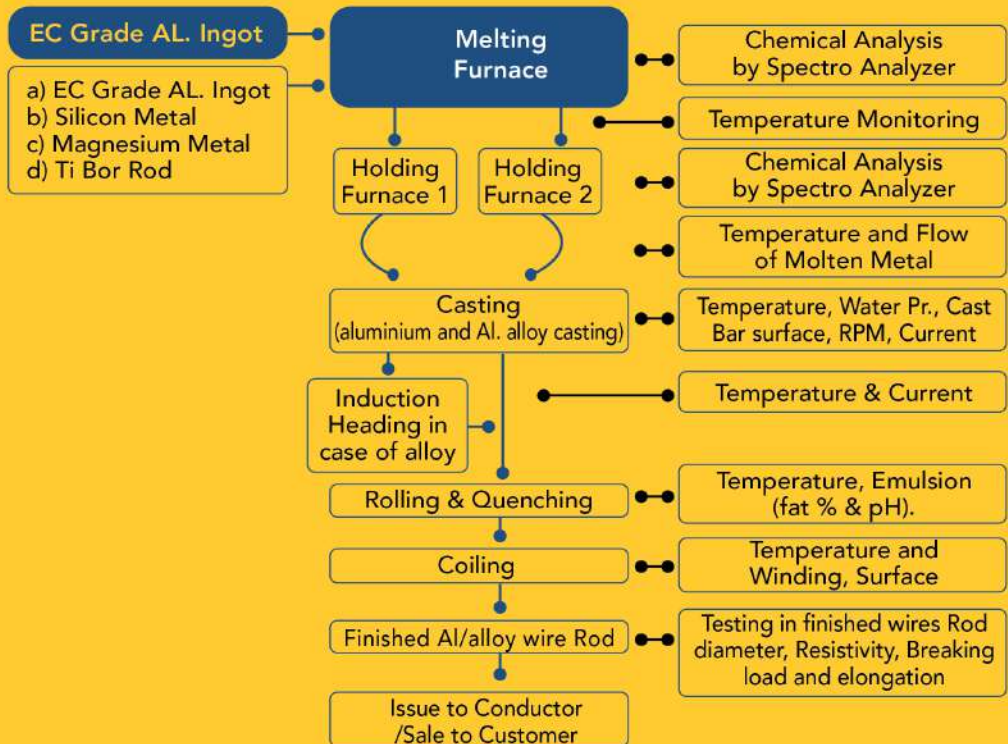 EC Grade AL. Ingot
a) EC Grade AL. Ingot
b) Silicon Metal
c) Magnesium Metal
d) Ti Bor Rod
Melting
Furnace
Chemical Analysis
by Spectro Analyzer
Temperature Monitoring
Holding
Furnace 1
Holding
Furnace 2
Chemical Analysis
by Spectro Analyzer
Temperature and Flow
of Molten Metal
Casting
(aluminium and Al. alloy casting)
Temperature, Water Pr., Cast
Bar surface, RPM, Current
Induction
Heading in
case of alloy
Temperature & Current
Rolling & Quenching
Temperature, Emulsion
(fat % & pH).
Coiling
Temperature and
Winding, Surface
Finished Al/alloy wire Rod
Testing in finished wires Rod
diameter, Resistivity, Breaking
load and elongation
Issue to Conductor
/Sale to Customer